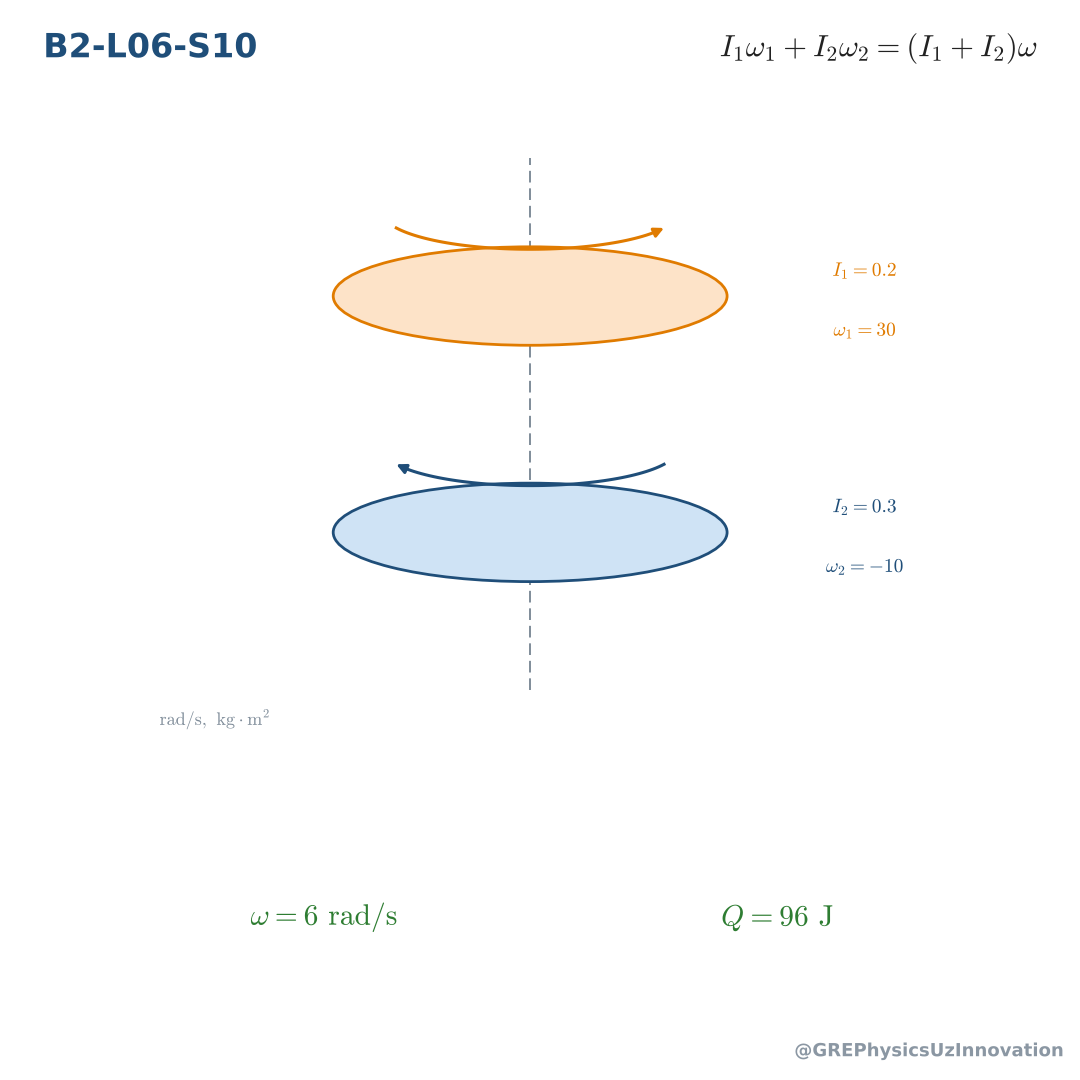 B2-L06-S10
I₁ω₁ + I₂ω₂ = (I₁ + I₂)ω
I₁ = 0.2
ω₁ = 30
I₂ = 0.3
ω₂ = −10
rad/s, kg · m²
ω = 6 rad/s
Q = 96 J
@GREPhysicsUzInnovation